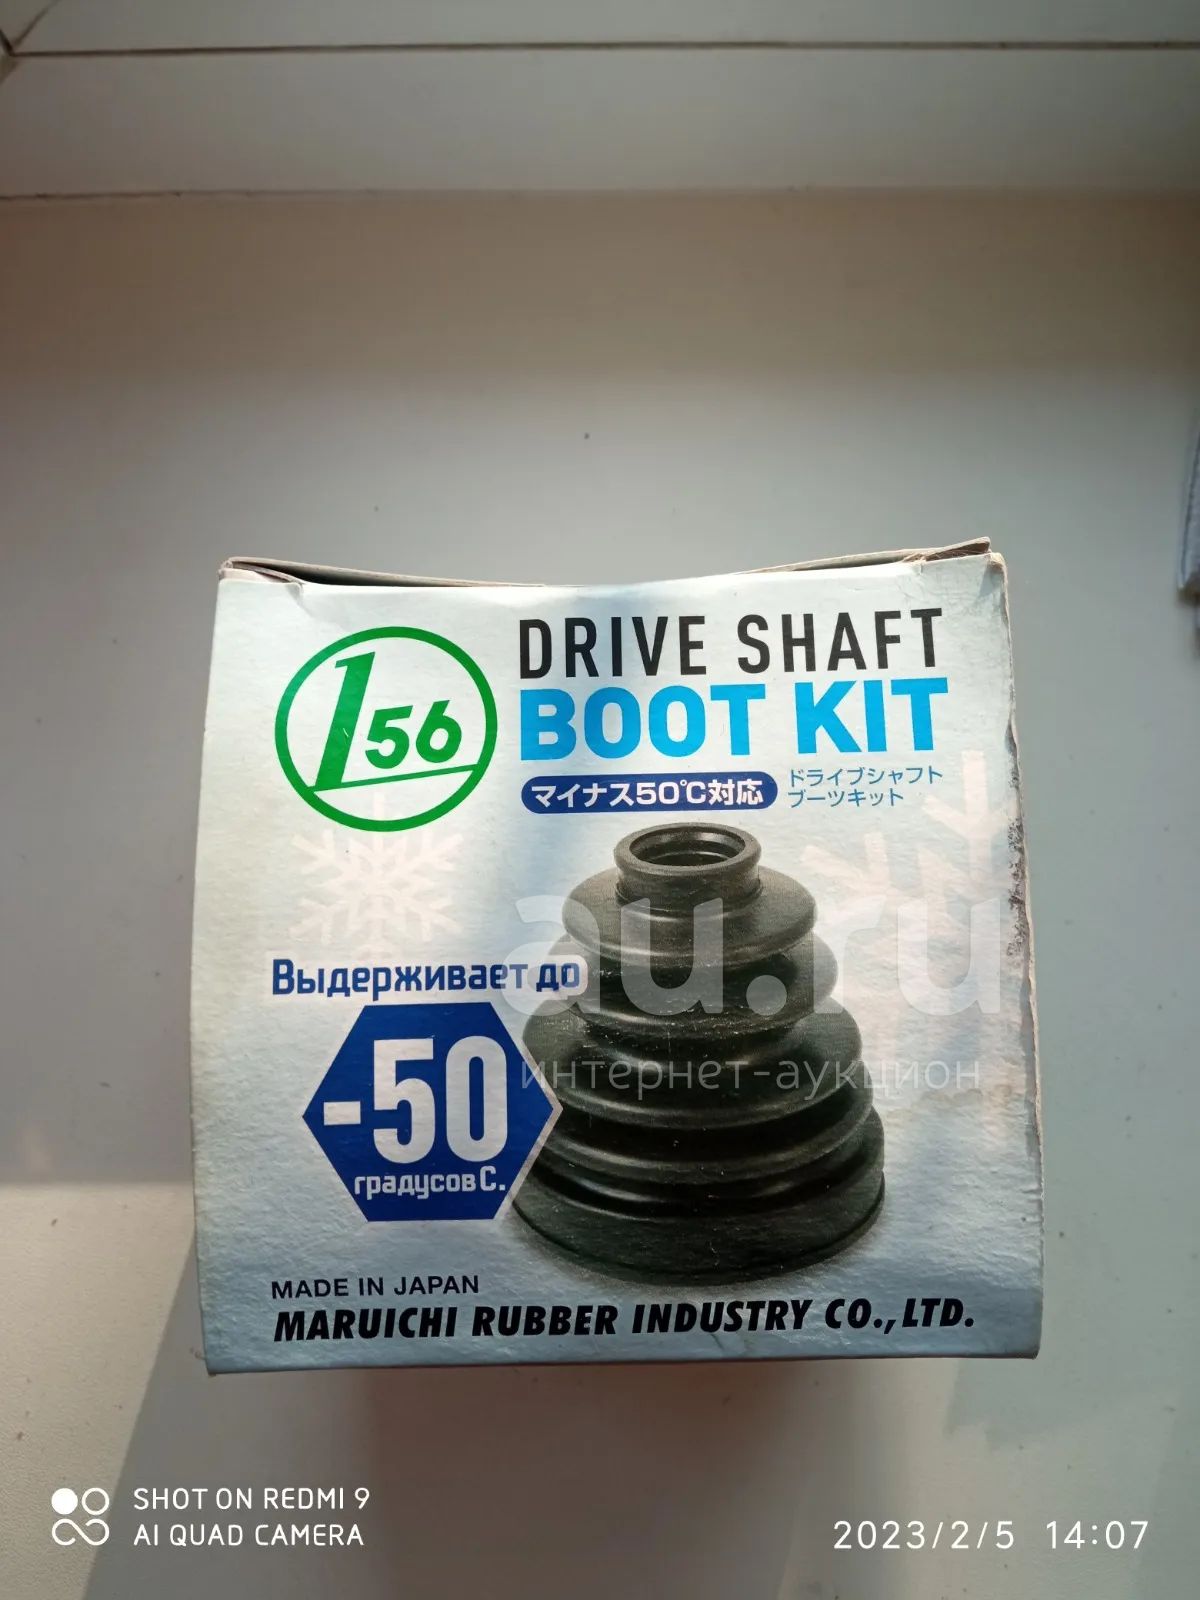 156
DRIVE SHAFT
BOOT KIT
マイナス50℃対応
ドライブシャフト
ブーツキット
au.ru
интернет-аукцион
Выдерживает до
-50
градусов С.
MADE IN JAPAN
MARUICHI RUBBER INDUSTRY CO., LTD.
SHOT ON REDMI 9
AI QUAD CAMERA
2023/2/5 14:07